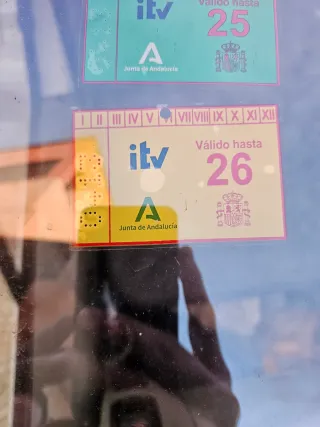 itv
Válido hasta
25
Junta de Andalucía
I II III IV V VII VIII IX X XI XII
itv
Válido hasta
26
Junta de Andalucía